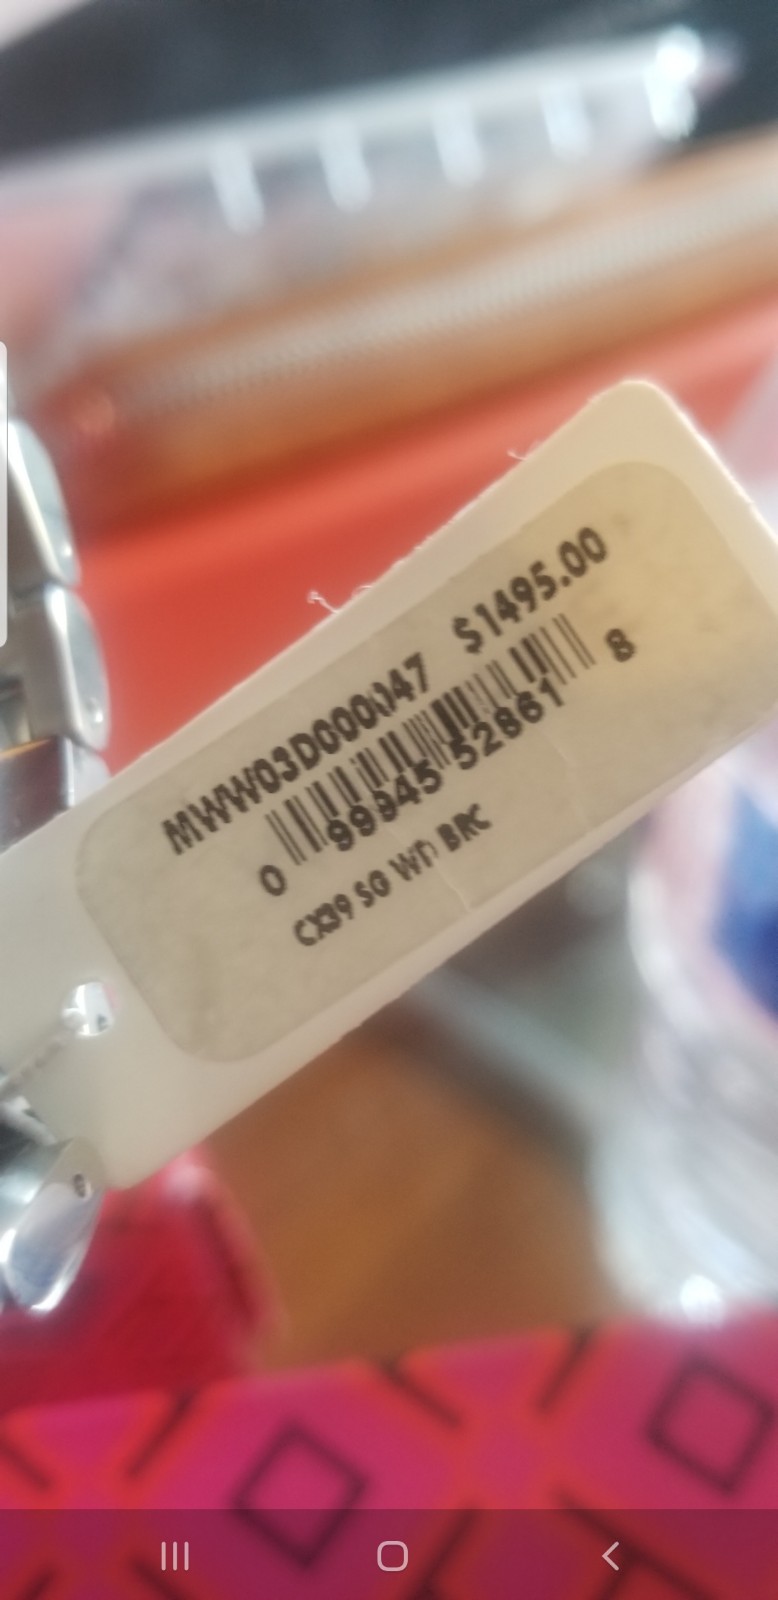 MWW03D000047 $1495.00
0 99945 52861 8
CX39 SG WD BRC